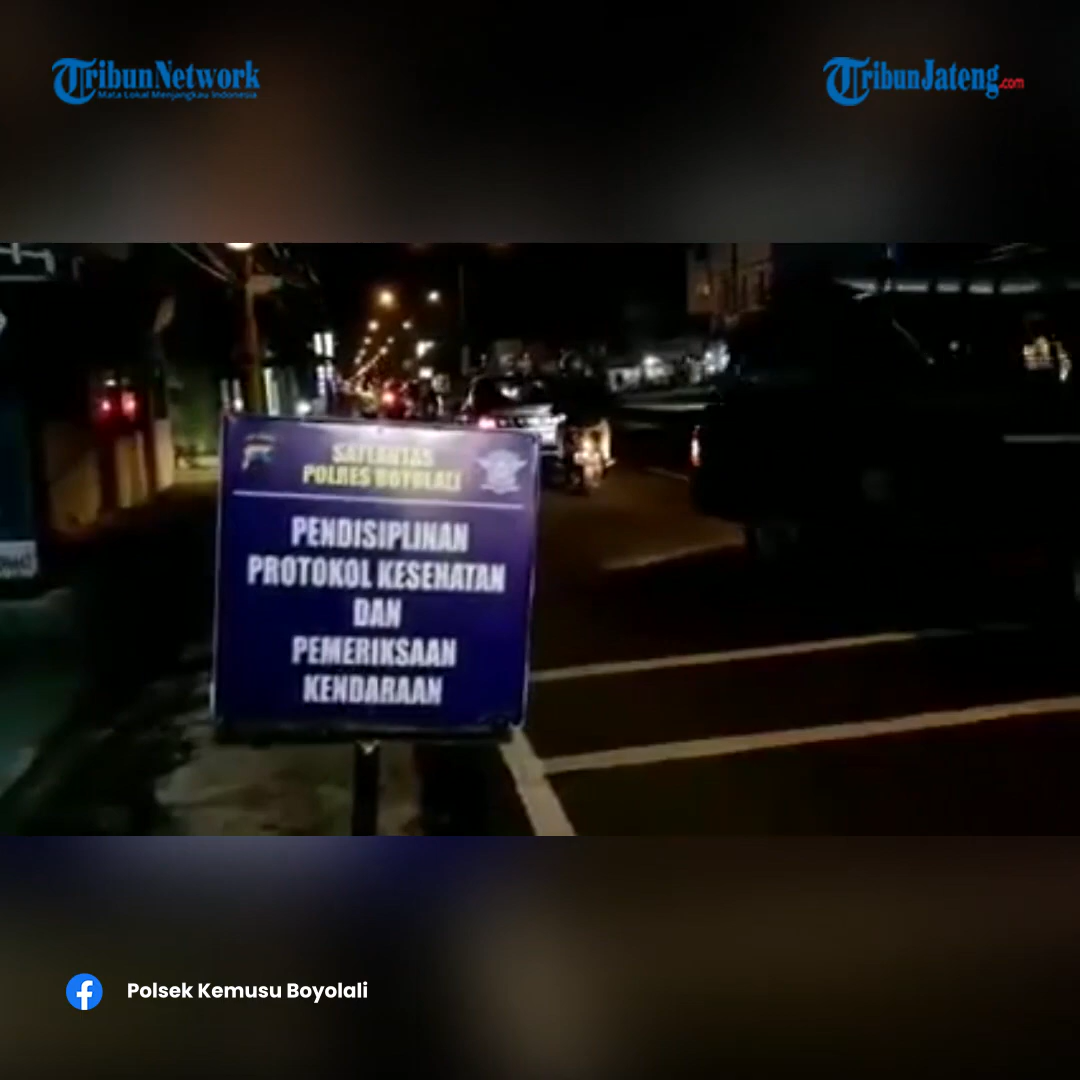 TribunNetwork
Mata Lokal Menjangkau Indonesia
TribunJateng.com
SATLANTAS
POLRES BOYOLALI
PENDISIPLINAN
PROTOKOL KESEHATAN
DAN
PEMERIKSAAN
KENDARAAN
Polsek Kemusu Boyolali